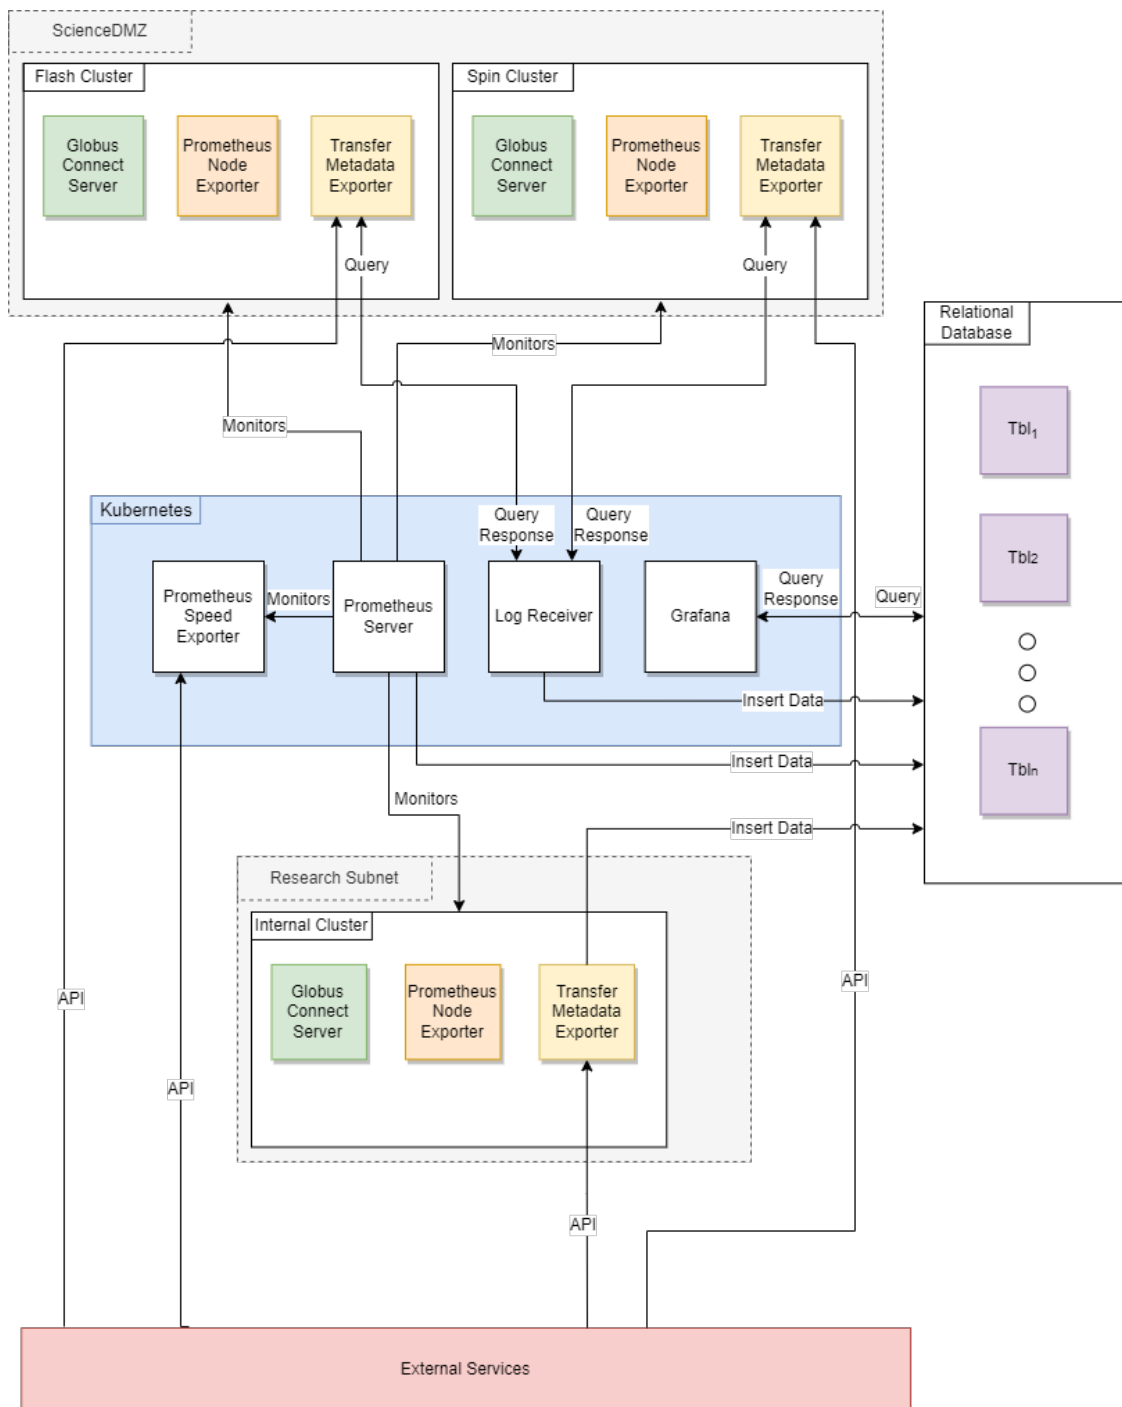 ScienceDMZ
Flash Cluster
Spin Cluster
Globus
Connect
Server
Prometheus
Node
Exporter
Transfer
Metadata
Exporter
Globus
Connect
Server
Prometheus
Node
Exporter
Transfer
Metadata
Exporter
Query
Query
Relational
Database
Monitors
Monitors
Tbl1
Kubernetes
Query
Response
Query
Response
Tbl2
Prometheus
Speed
Exporter
Monitors
Prometheus
Server
Log Receiver
Grafana
Query
Response
Query
Insert Data
Insert Data
Tbln
Monitors
Insert Data
Research Subnet
Internal Cluster
Globus
Connect
Server
Prometheus
Node
Exporter
Transfer
Metadata
Exporter
API
API
API
API
External Services